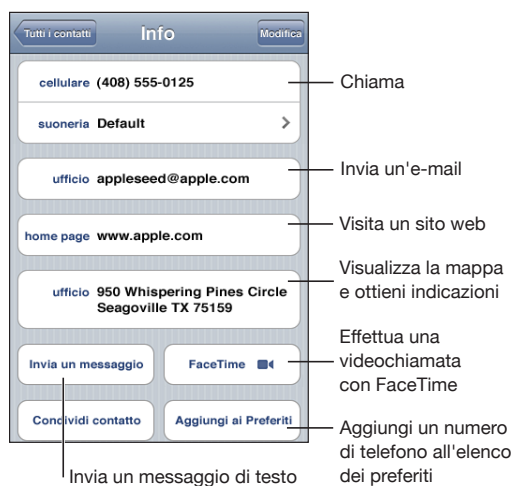 Tutti i contatti Info Modifica
cellulare (408) 555-0125
Chiama
suoneria Default
ufficio appleseed@apple.com
Invia un'e-mail
home page www.apple.com
Visita un sito web
ufficio 950 Whispering Pines Circle
Seagoville TX 75159
Visualizza la mappa
e ottieni indicazioni
Invia un messaggio
FaceTime
Effettua una
videochiamata
con FaceTime
Condividi contatto
Aggiungi ai Preferiti
Aggiungi un numero
di telefono all'elenco
dei preferiti
Invia un messaggio di testo